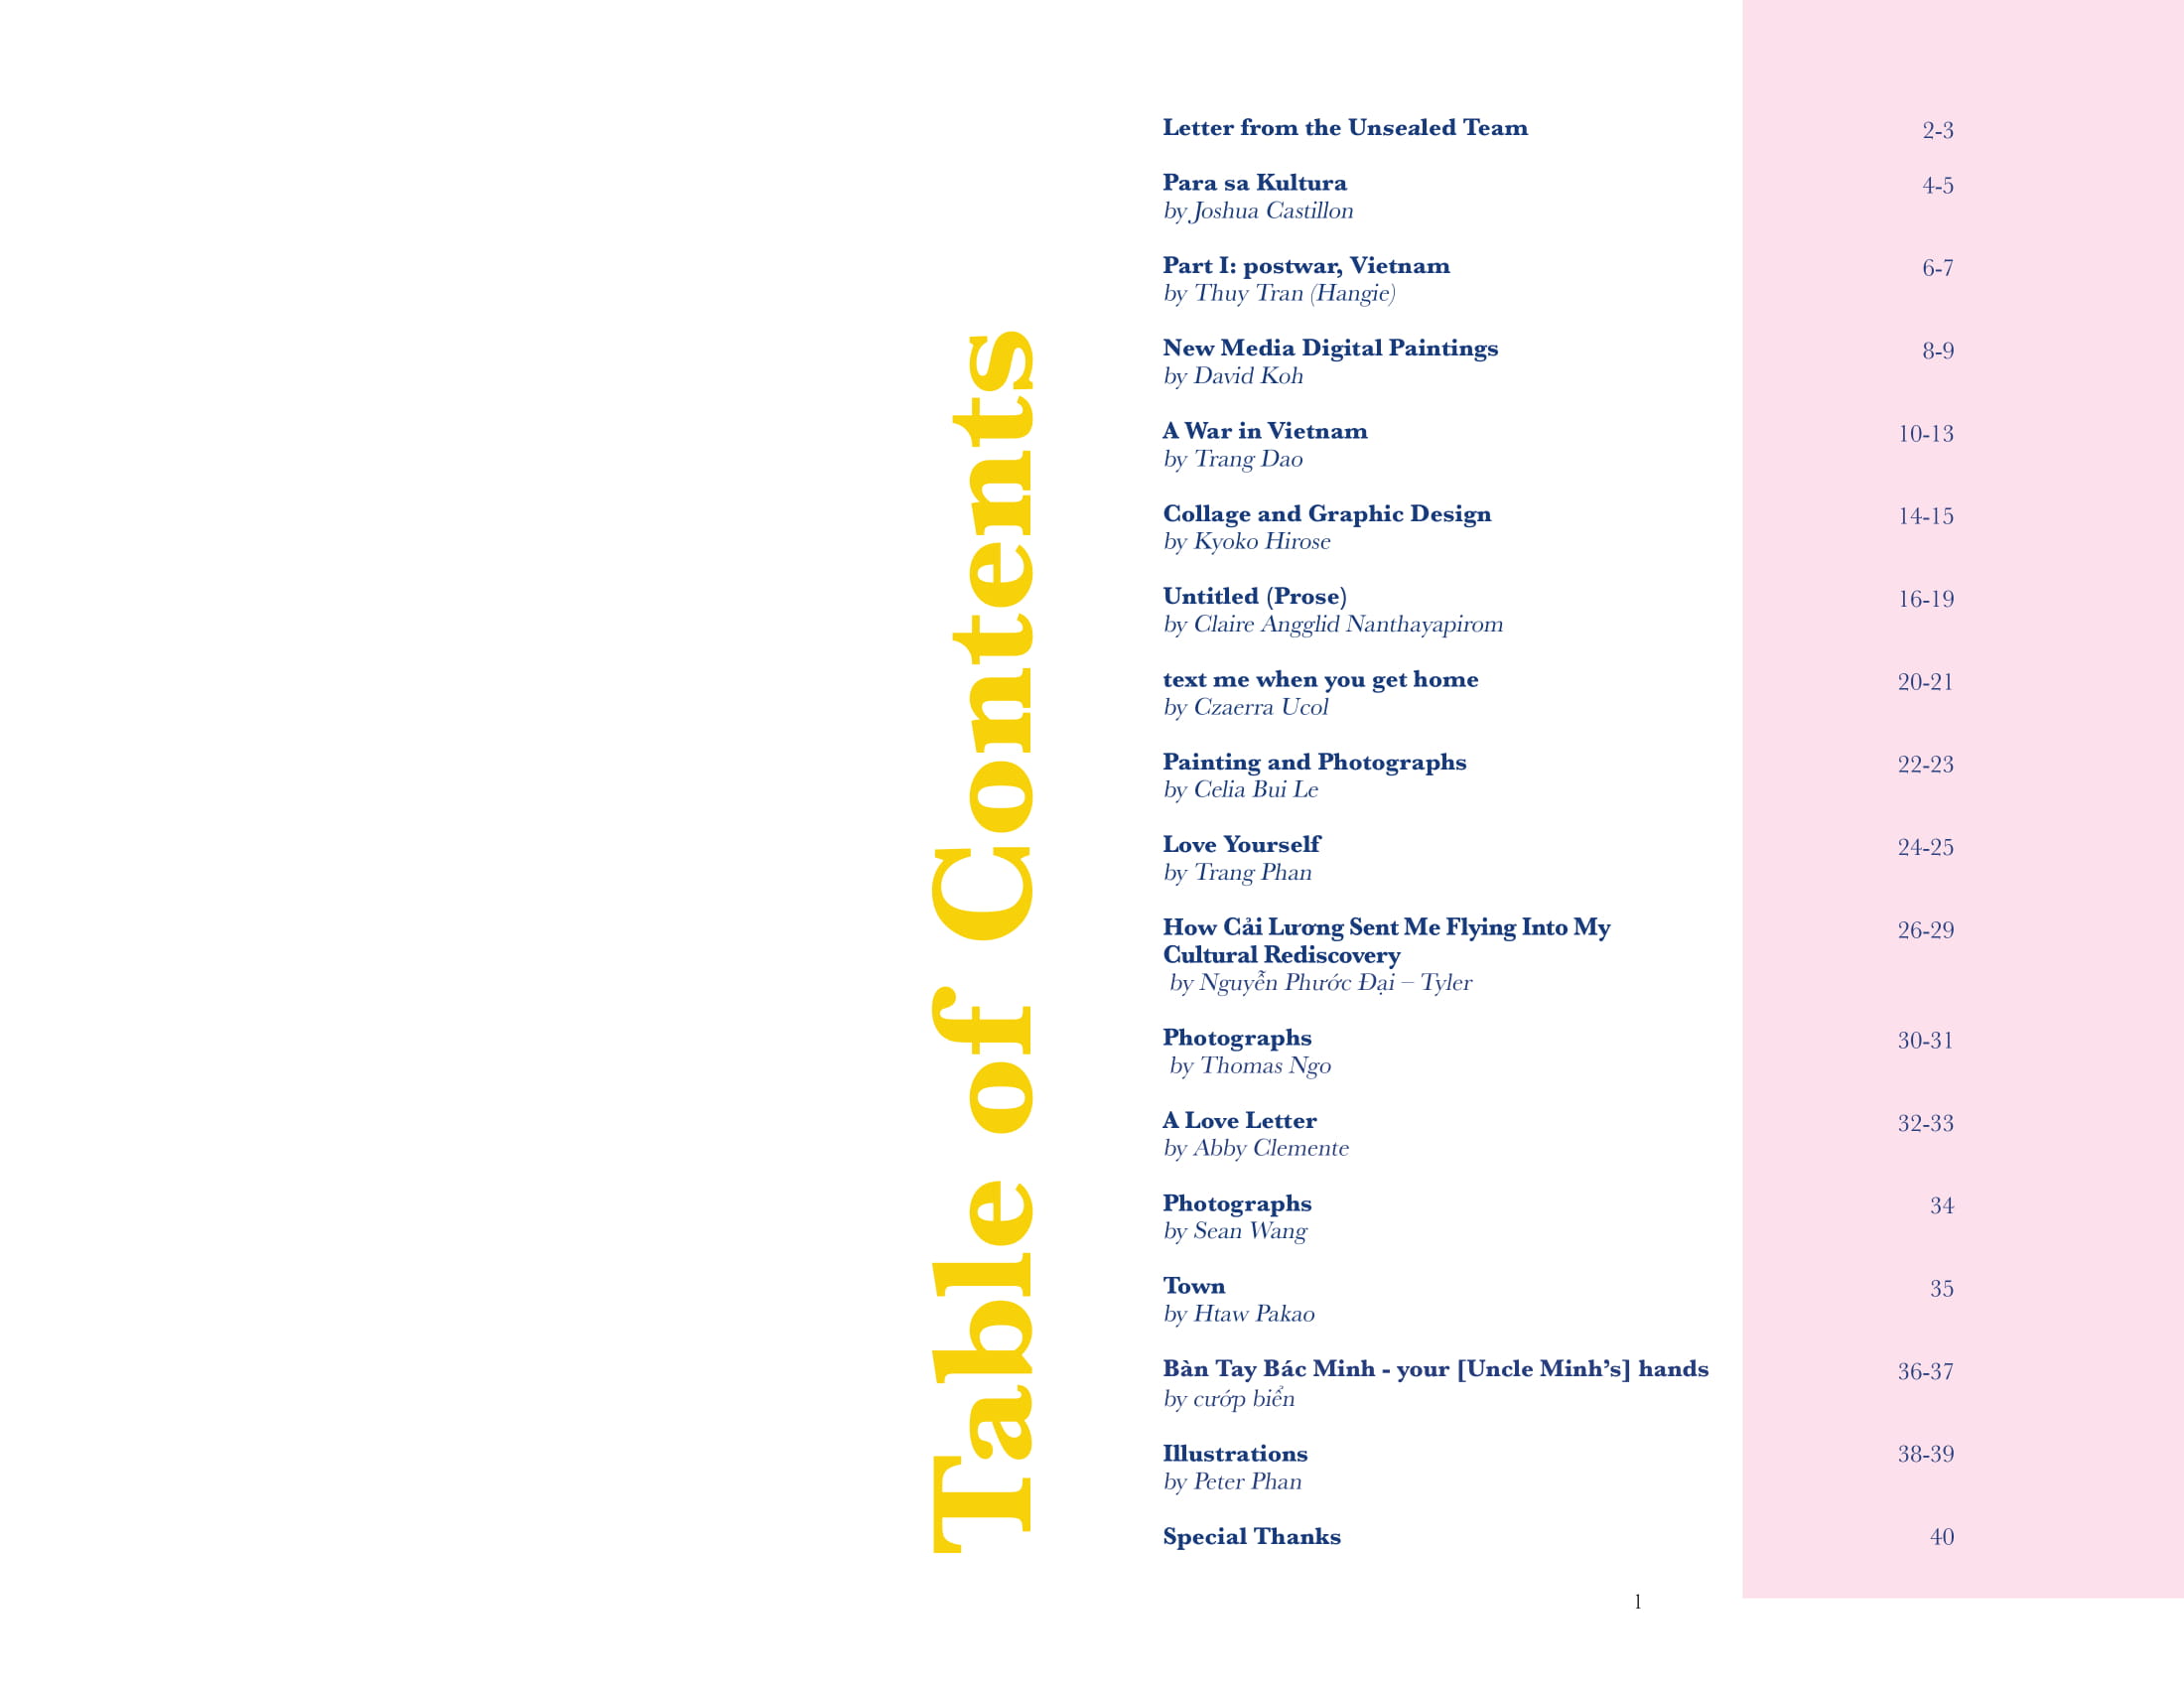 Table of Contents
Letter from the Unsealed Team 2-3
Para sa Kultura 4-5
by Joshua Castillon
Part I: postwar, Vietnam 6-7
by Thuy Tran (Hangie)
New Media Digital Paintings 8-9
by David Koh
A War in Vietnam 10-13
by Trang Dao
Collage and Graphic Design 14-15
by Kyoko Hirose
Untitled (Prose) 16-19
by Claire Angglid Nanthayapirom
text me when you get home 20-21
by Czaerra Ucol
Painting and Photographs 22-23
by Celia Bui Le
Love Yourself 24-25
by Trang Phan
How Cải Lương Sent Me Flying Into My 26-29
Cultural Rediscovery
by Nguyễn Phước Đại – Tyler
Photographs 30-31
by Thomas Ngo
A Love Letter 32-33
by Abby Clemente
Photographs 34
by Sean Wang
Town 35
by Htaw Pakao
Bàn Tay Bác Minh - your [Uncle Minh’s] hands 36-37
by cướp biển
Illustrations 38-39
by Peter Phan
Special Thanks 40
1